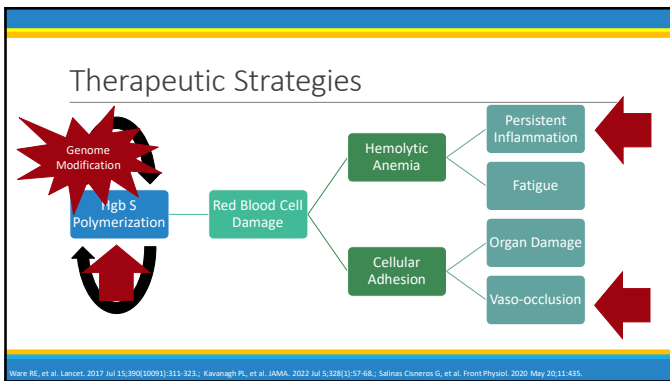 Therapeutic Strategies
Genome
Modification
Hgb S
Polymerization
Red Blood Cell
Damage
Hemolytic
Anemia
Cellular
Adhesion
Persistent
Inflammation
Fatigue
Organ Damage
Vaso-occlusion
Ware RE, et al. Lancet. 2017 Jul 15;390(10091):311-323.; Kavanagh PL, et al. JAMA. 2022 Jul 5;328(1):57-68.; Salinas Cisneros G, et al. Front Physiol. 2020 May 20;11:435.